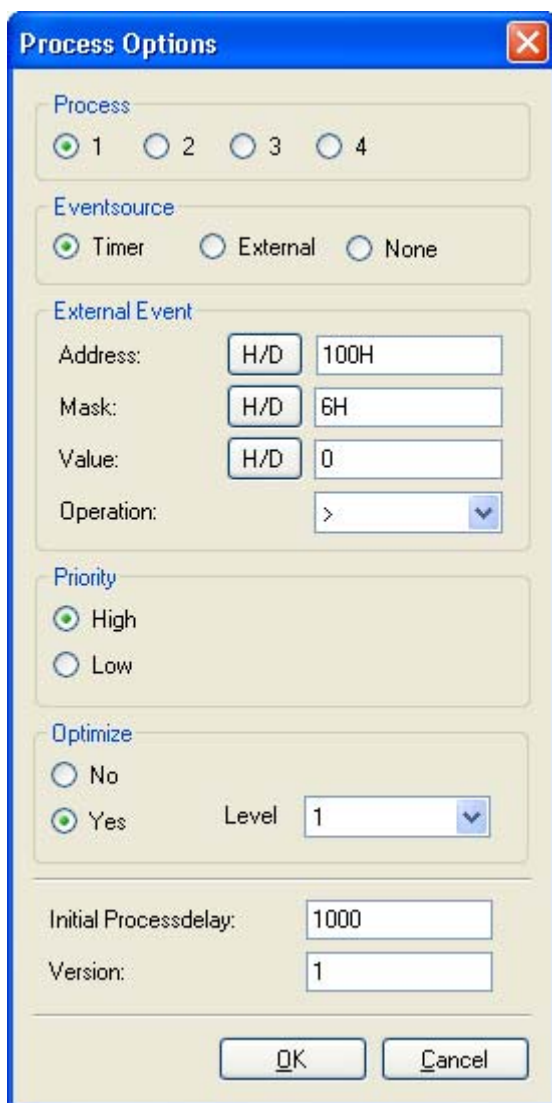 Process Options
Process
1 2 3 4
Eventsource
Timer External None
External Event
Address: H/D 100H
Mask: H/D 6H
Value: H/D 0
Operation: >
Priority
High
Low
Optimize
No
Yes Level 1
Initial Processdelay: 1000
Version: 1
OK Cancel